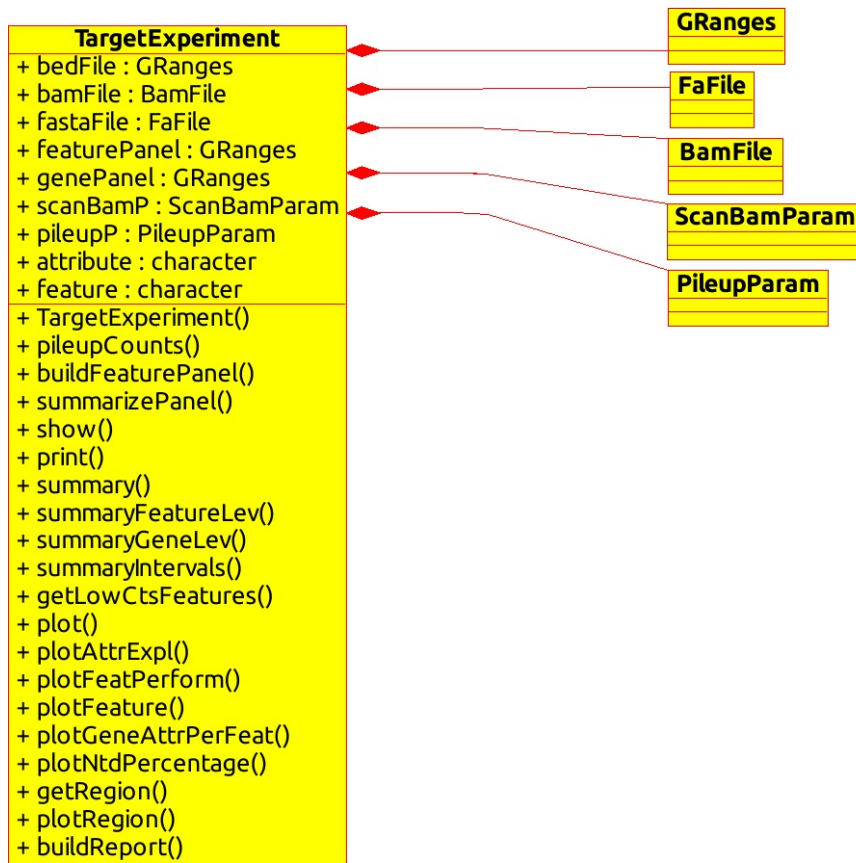 TargetExperiment
+ bedFile : GRanges
+ bamFile : BamFile
+ fastaFile : FaFile
+ featurePanel : GRanges
+ genePanel : GRanges
+ scanBamP : ScanBamParam
+ pileupP : PileupParam
+ attribute : character
+ feature : character
+ TargetExperiment()
+ pileupCounts()
+ buildFeaturePanel()
+ summarizePanel()
+ show()
+ print()
+ summary()
+ summaryFeatureLev()
+ summaryGeneLev()
+ summaryIntervals()
+ getLowCtsFeatures()
+ plot()
+ plotAttrExpl()
+ plotFeatPerform()
+ plotFeature()
+ plotGeneAttrPerFeat()
+ plotNtdPercentage()
+ getRegion()
+ plotRegion()
+ buildReport()
GRanges
FaFile
BamFile
ScanBamParam
PileupParam